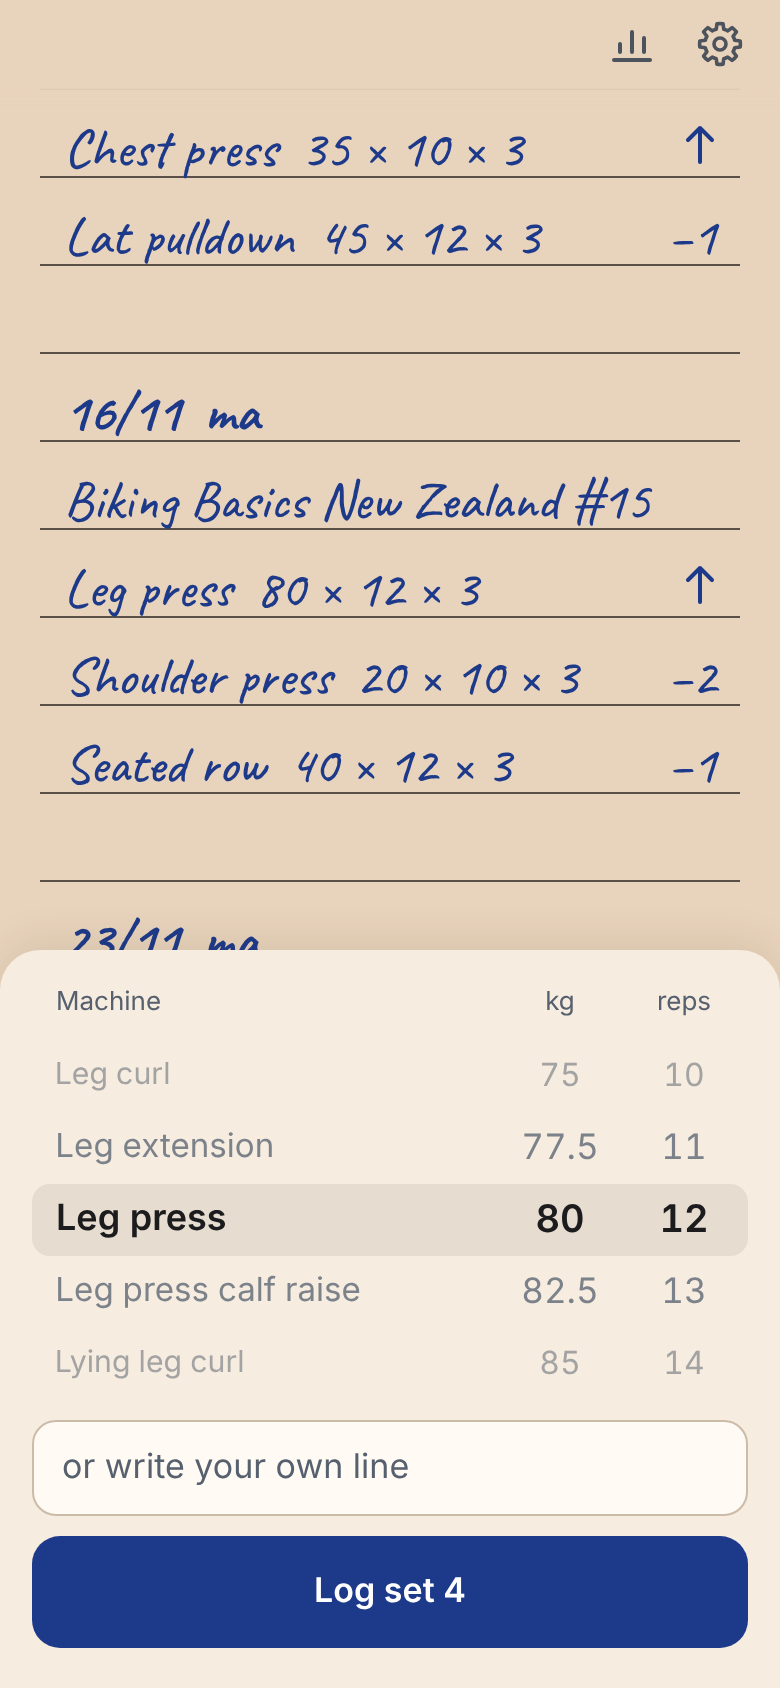 Chest press 35 × 10 × 3 ↑
Lat pulldown 45 × 12 × 3 –1
16/11 ma
Biking Basics New Zealand #15
Leg press 80 × 12 × 3 ↑
Shoulder press 20 × 10 × 3 –2
Seated row 40 × 12 × 3 –1
23/11 ma
Machine kg reps
Leg curl 75 10
Leg extension 77.5 11
Leg press 80 12
Leg press calf raise 82.5 13
Lying leg curl 85 14
or write your own line
Log set 4